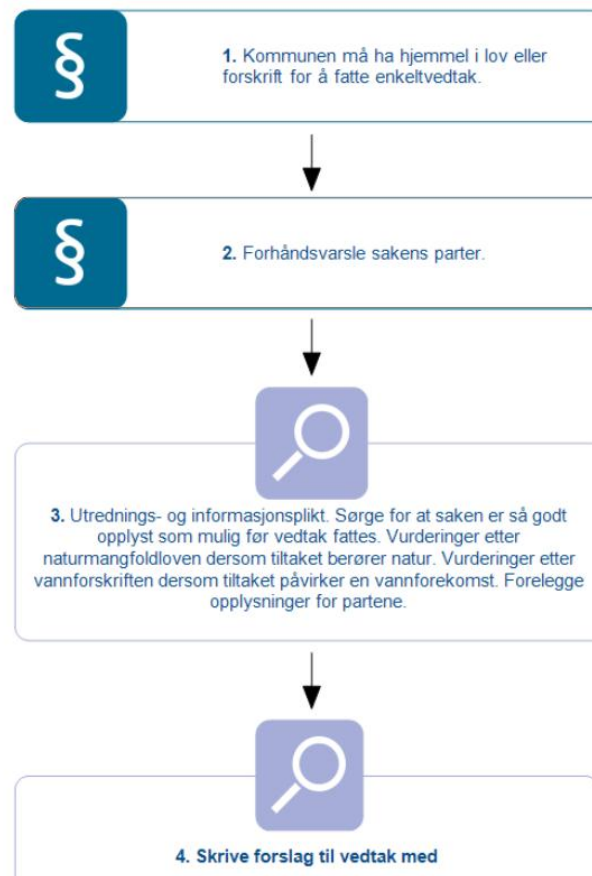 §
1. Kommunen må ha hjemmel i lov eller
forskrift for å fatte enkeltvedtak.
§
2. Forhåndsvarsle sakens parter.
3. Utrednings- og informasjonsplikt. Sørge for at saken er så godt
opplyst som mulig før vedtak fattes. Vurderinger etter
naturmangfoldloven dersom tiltaket berører natur. Vurderinger etter
vannforskriften dersom tiltaket påvirker en vannforekomst. Forelegge
opplysninger for partene.
4. Skrive forslag til vedtak med